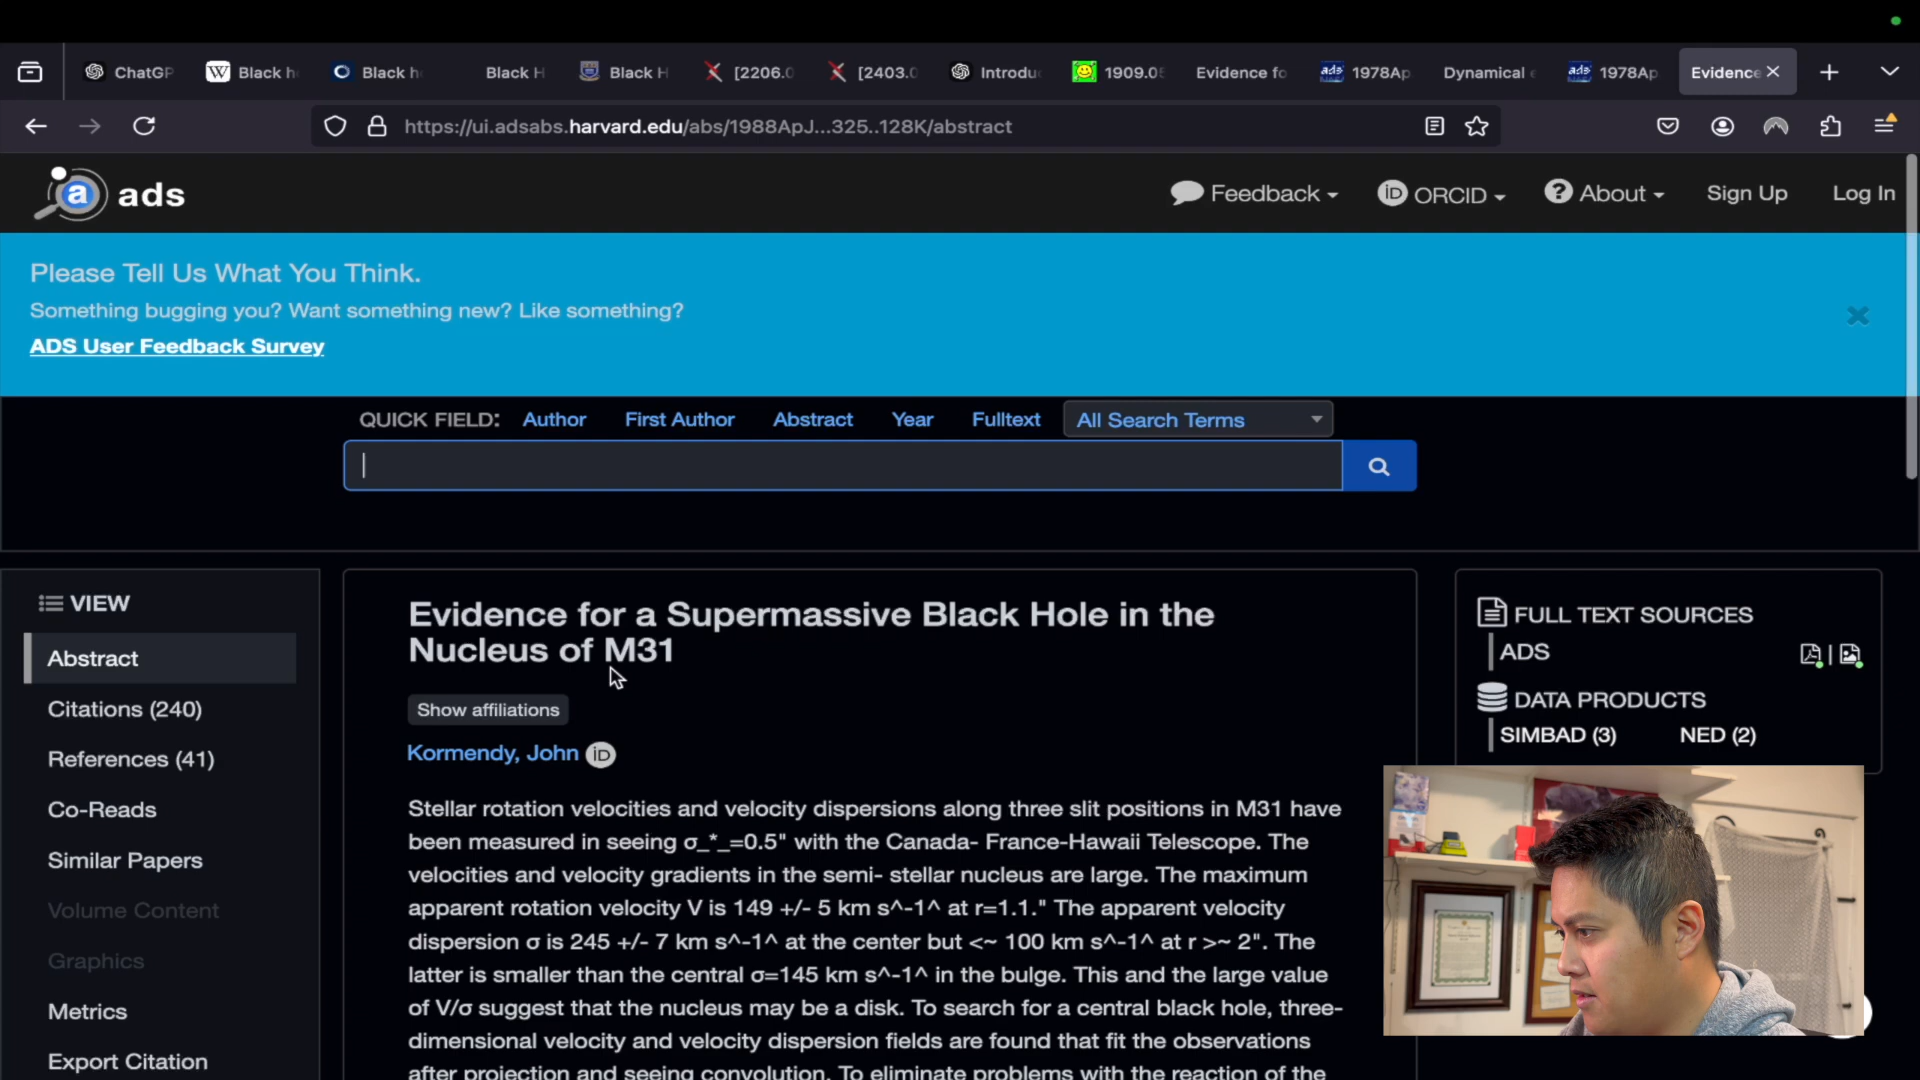 ChatGP
W Black h
Black h
Black H
Black H
[2206.0
[2403.0
Introdu
1909.05
Evidence fo
ads 1978Ap
Dynamical e
ads 1978Ap
Evidence
https://ui.adsabs.harvard.edu/abs/1988ApJ...325..128K/abstract
a ads
Feedback
iD ORCID
? About
Sign Up
Log In
Please Tell Us What You Think.
Something bugging you? Want something new? Like something?
ADS User Feedback Survey
QUICK FIELD: Author First Author Abstract Year Fulltext All Search Terms
VIEW
Abstract
Citations (240)
References (41)
Co-Reads
Similar Papers
Volume Content
Graphics
Metrics
Export Citation
Evidence for a Supermassive Black Hole in the
Nucleus of M31
Show affiliations
Kormendy, John iD
Stellar rotation velocities and velocity dispersions along three slit positions in M31 have
been measured in seeing σ_*_=0.5" with the Canada- France-Hawaii Telescope. The
velocities and velocity gradients in the semi- stellar nucleus are large. The maximum
apparent rotation velocity V is 149 +/- 5 km s^-1^ at r=1.1." The apparent velocity
dispersion σ is 245 +/- 7 km s^-1^ at the center but <~ 100 km s^-1^ at r >~ 2". The
latter is smaller than the central σ=145 km s^-1^ in the bulge. This and the large value
of V/σ suggest that the nucleus may be a disk. To search for a central black hole, three-
dimensional velocity and velocity dispersion fields are found that fit the observations
after projection and seeing convolution. To eliminate problems with the reaction of the
FULL TEXT SOURCES
ADS
DATA PRODUCTS
SIMBAD (3) NED (2)